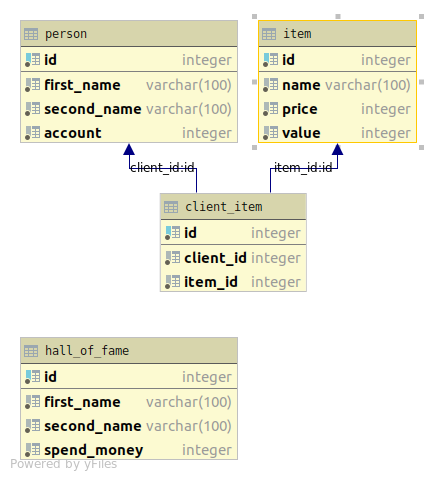 person
id integer
first_name varchar(100)
second_name varchar(100)
account integer
item
id integer
name varchar(100)
price integer
value integer
client_id:id
item_id:id
client_item
id integer
client_id integer
item_id integer
hall_of_fame
id integer
first_name varchar(100)
second_name varchar(100)
spend_money integer
Powered by yFiles